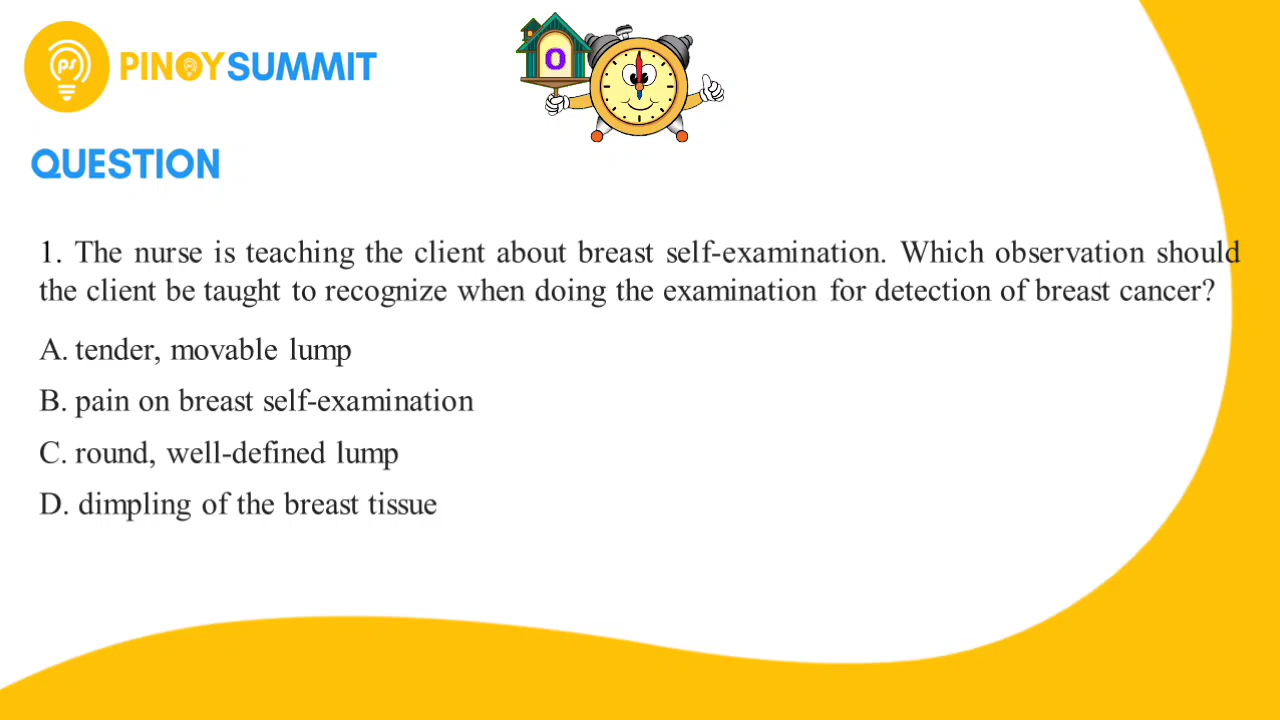 PINOYSUMMIT
ps
O
QUESTION
1. The nurse is teaching the client about breast self-examination. Which observation should
the client be taught to recognize when doing the examination for detection of breast cancer?
A. tender, movable lump
B. pain on breast self-examination
C. round, well-defined lump
D. dimpling of the breast tissue